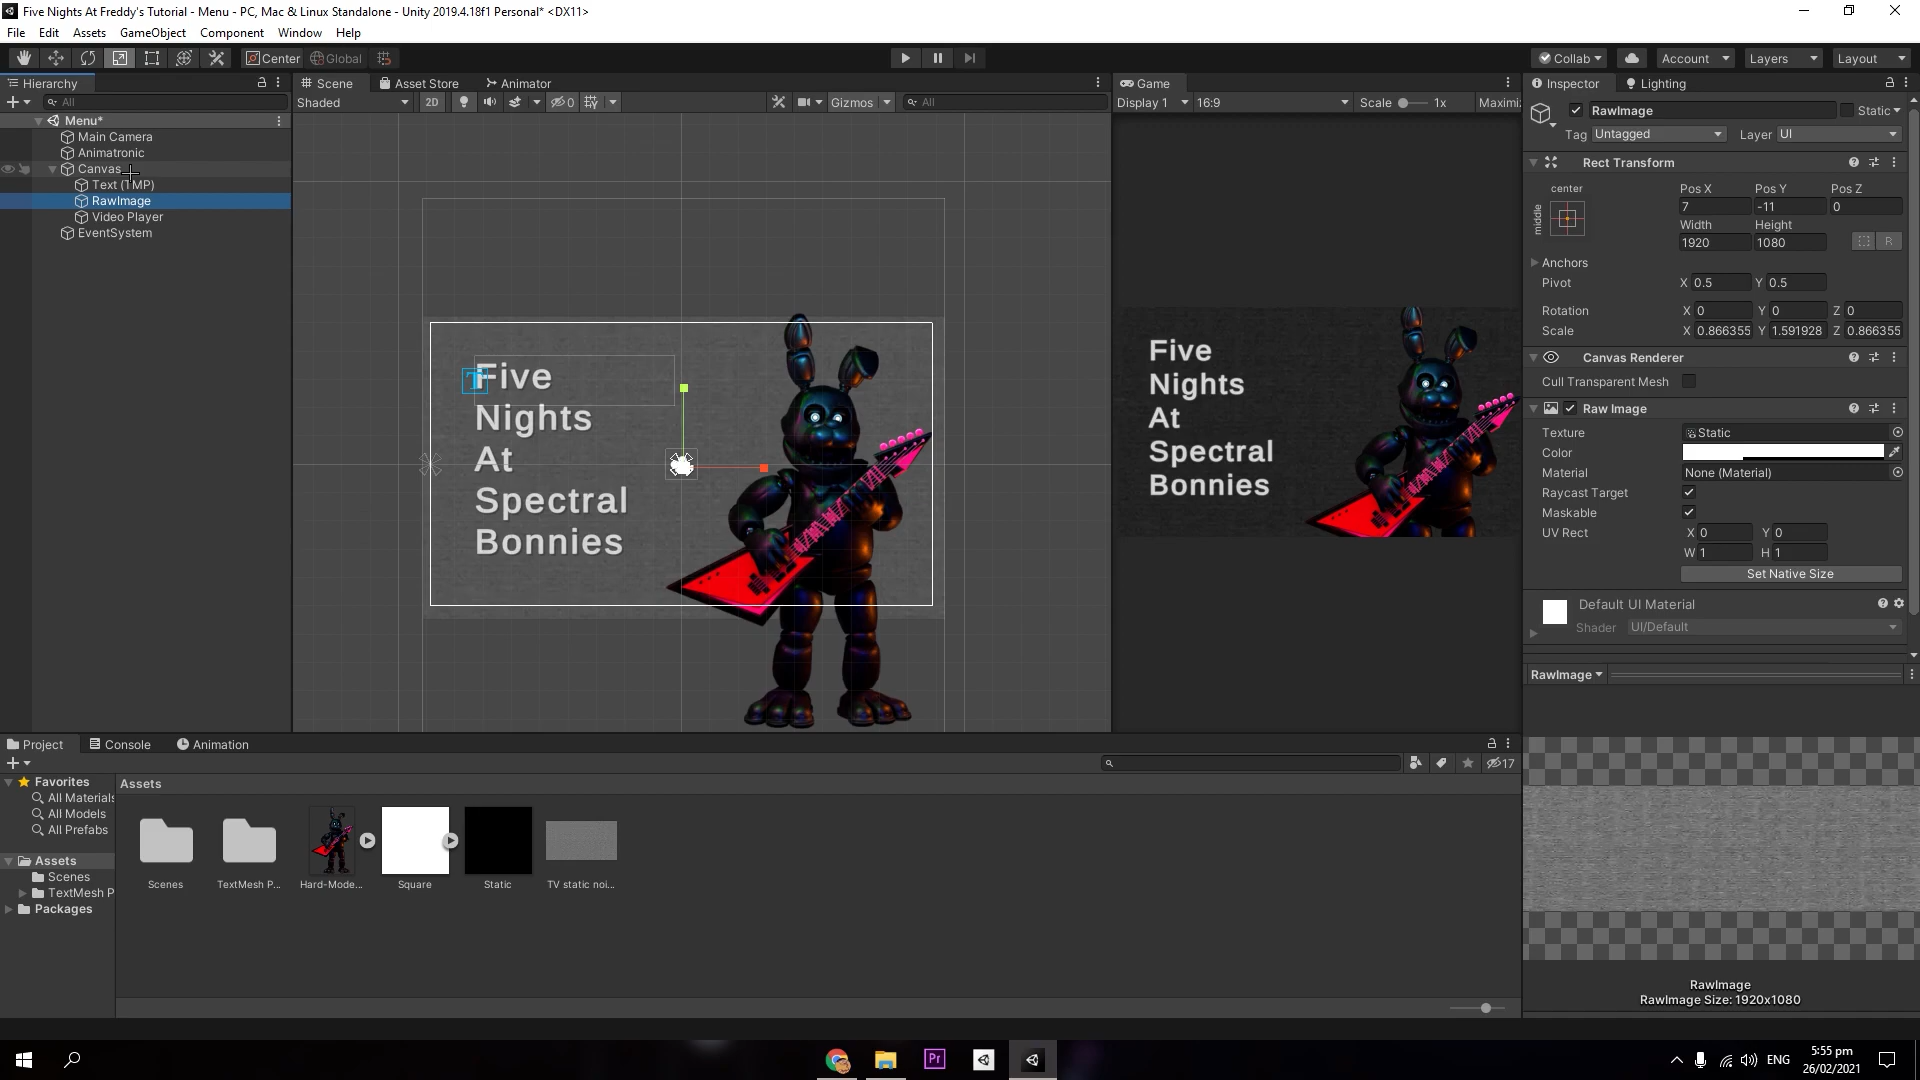 Five Nights At Freddy's Tutorial - Menu - PC, Mac & Linux Standalone - Unity 2019.4.18f1 Personal* <DX11>
File Edit Assets GameObject Component Window Help
Center Global Collab Account Layers Layout
Hierarchy
All
Menu*
Main Camera
Animatronic
Canvas
Text (TMP)
RawImage
Video Player
EventSystem
Scene Asset Store Animator
Shaded 2D 0 Gizmos All
Five
Nights
At
Spectral
Bonnies
Game
Display 1 16:9 Scale 1x Maximi
Five
Nights
At
Spectral
Bonnies
Inspector Lighting
RawImage Static
Tag Untagged Layer UI
Rect Transform
center
middle
Pos X Pos Y Pos Z
7 -11 0
Width Height
1920 1080
R
Anchors
Pivot X 0.5 Y 0.5
Rotation X 0 Y 0 Z 0
Scale X 0.866355 Y 1.591928 Z 0.866355
Canvas Renderer
Cull Transparent Mesh
Raw Image
Texture Static
Color
Material None (Material)
Raycast Target
Maskable
UV Rect X 0 Y 0
W 1 H 1
Set Native Size
Default UI Material
Shader UI/Default
RawImage
RawImage
RawImage Size: 1920x1080
Project Console Animation
17
Favorites
All Materials
All Models
All Prefabs
Assets
Scenes
TextMesh P
Packages
Assets
Scenes
TextMesh P...
Hard-Mode...
Square
Static
TV static noi...
Pr
ENG
5:55 pm
26/02/2021